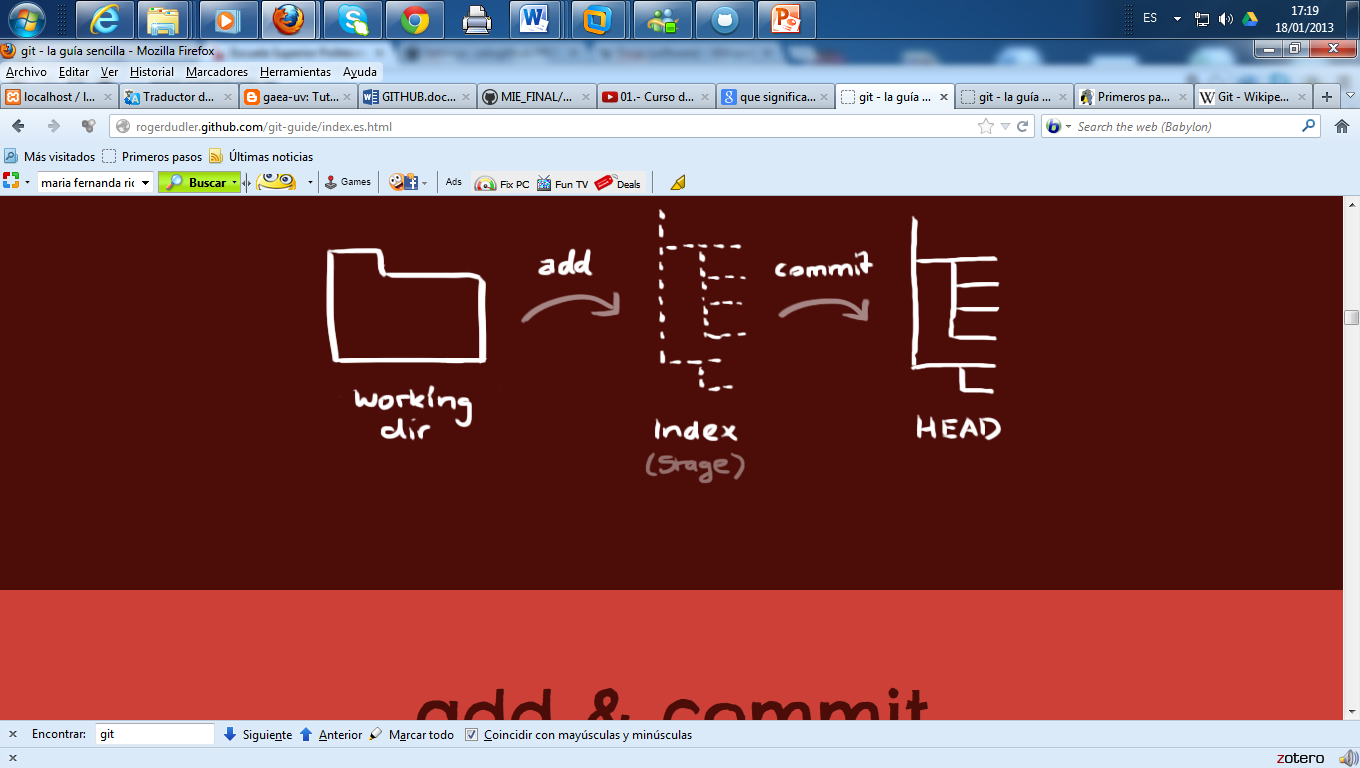 ES
17:19
18/01/2013
git - la guía sencilla - Mozilla Firefox
Archivo Editar Ver Historial Marcadores Herramientas Ayuda
localhost / l... Traductor d... gaea-uv: Tut... GITHUB.doc... MIE_FINAL/... 01.- Curso d... que significa... git - la guía ... git - la guía ... Primeros pa... Git - Wikipe...
rogerdudler.github.com/git-guide/index.es.html
Search the web (Babylon)
Más visitados Primeros pasos Últimas noticias
maria fernanda ric Buscar Games Ads Fix PC Fun TV Deals
add
commit
working
dir
Index
(Stage)
HEAD
add & commit
Encontrar: git Siguiente Anterior Marcar todo Coincidir con mayúsculas y minúsculas
zotero